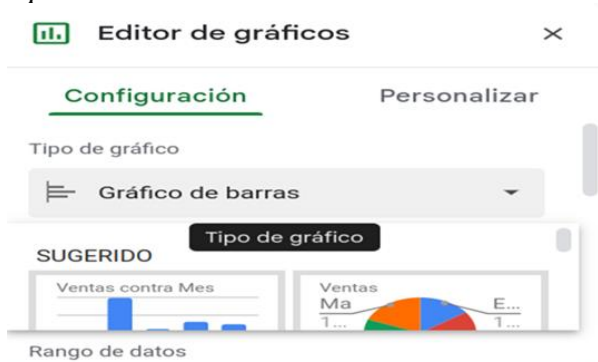 Editor de gráficos
Configuración Personalizar
Tipo de gráfico
Gráfico de barras
Tipo de gráfico
SUGERIDO
Ventas contra Mes
Ventas
Ma E...
1... 1...
Rango de datos